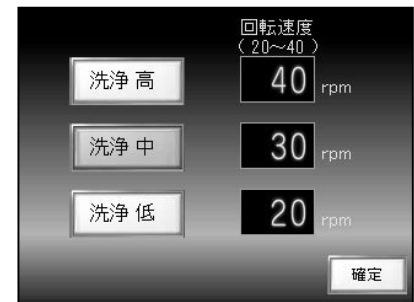 回転速度
(20～40)
洗浄 高 40 rpm
洗浄 中 30 rpm
洗浄 低 20 rpm
確定